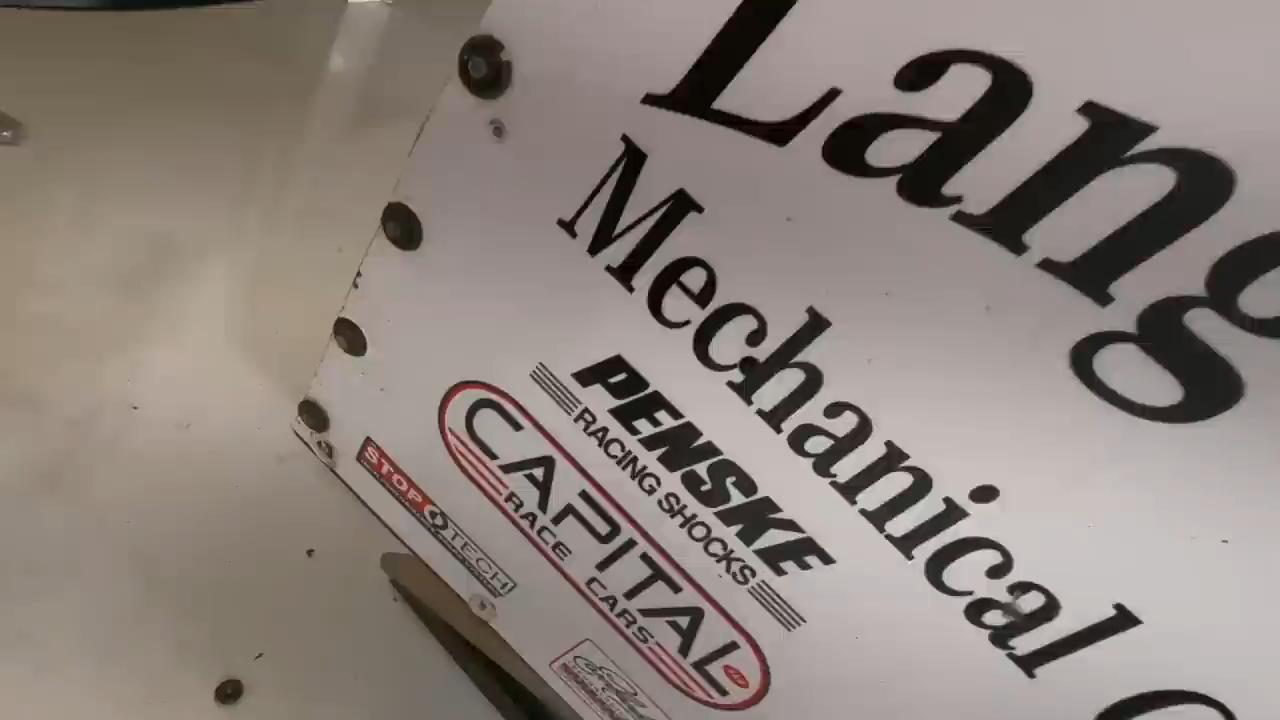 Lang
Mechanical
PENSKE
RACING SHOCKS
CAPITAL
RACE CARS
STOPTECH